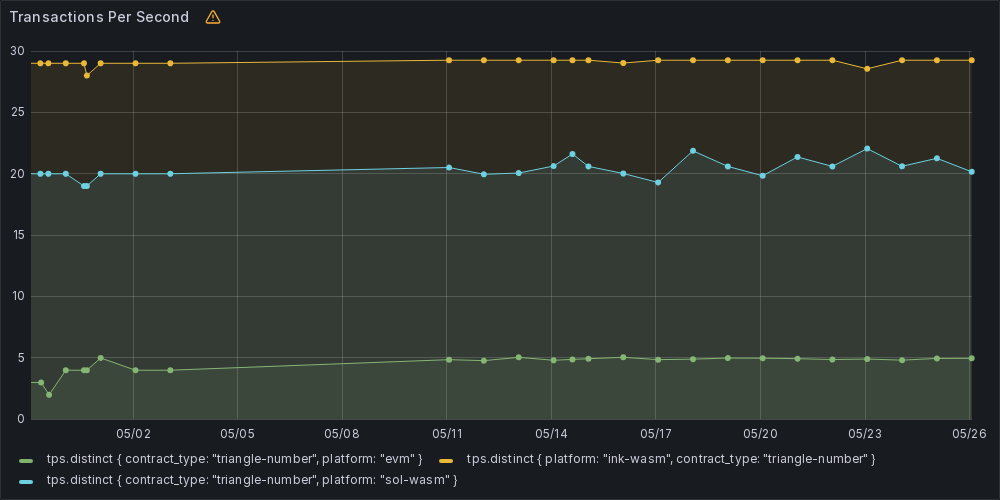 Transactions Per Second
30
25
20
15
10
5
0
05/02 05/05 05/08 05/11 05/14 05/17 05/20 05/23 05/26
tps.distinct { contract_type: "triangle-number", platform: "evm" } tps.distinct { platform: "ink-wasm", contract_type: "triangle-number" }
tps.distinct { contract_type: "triangle-number", platform: "sol-wasm" }